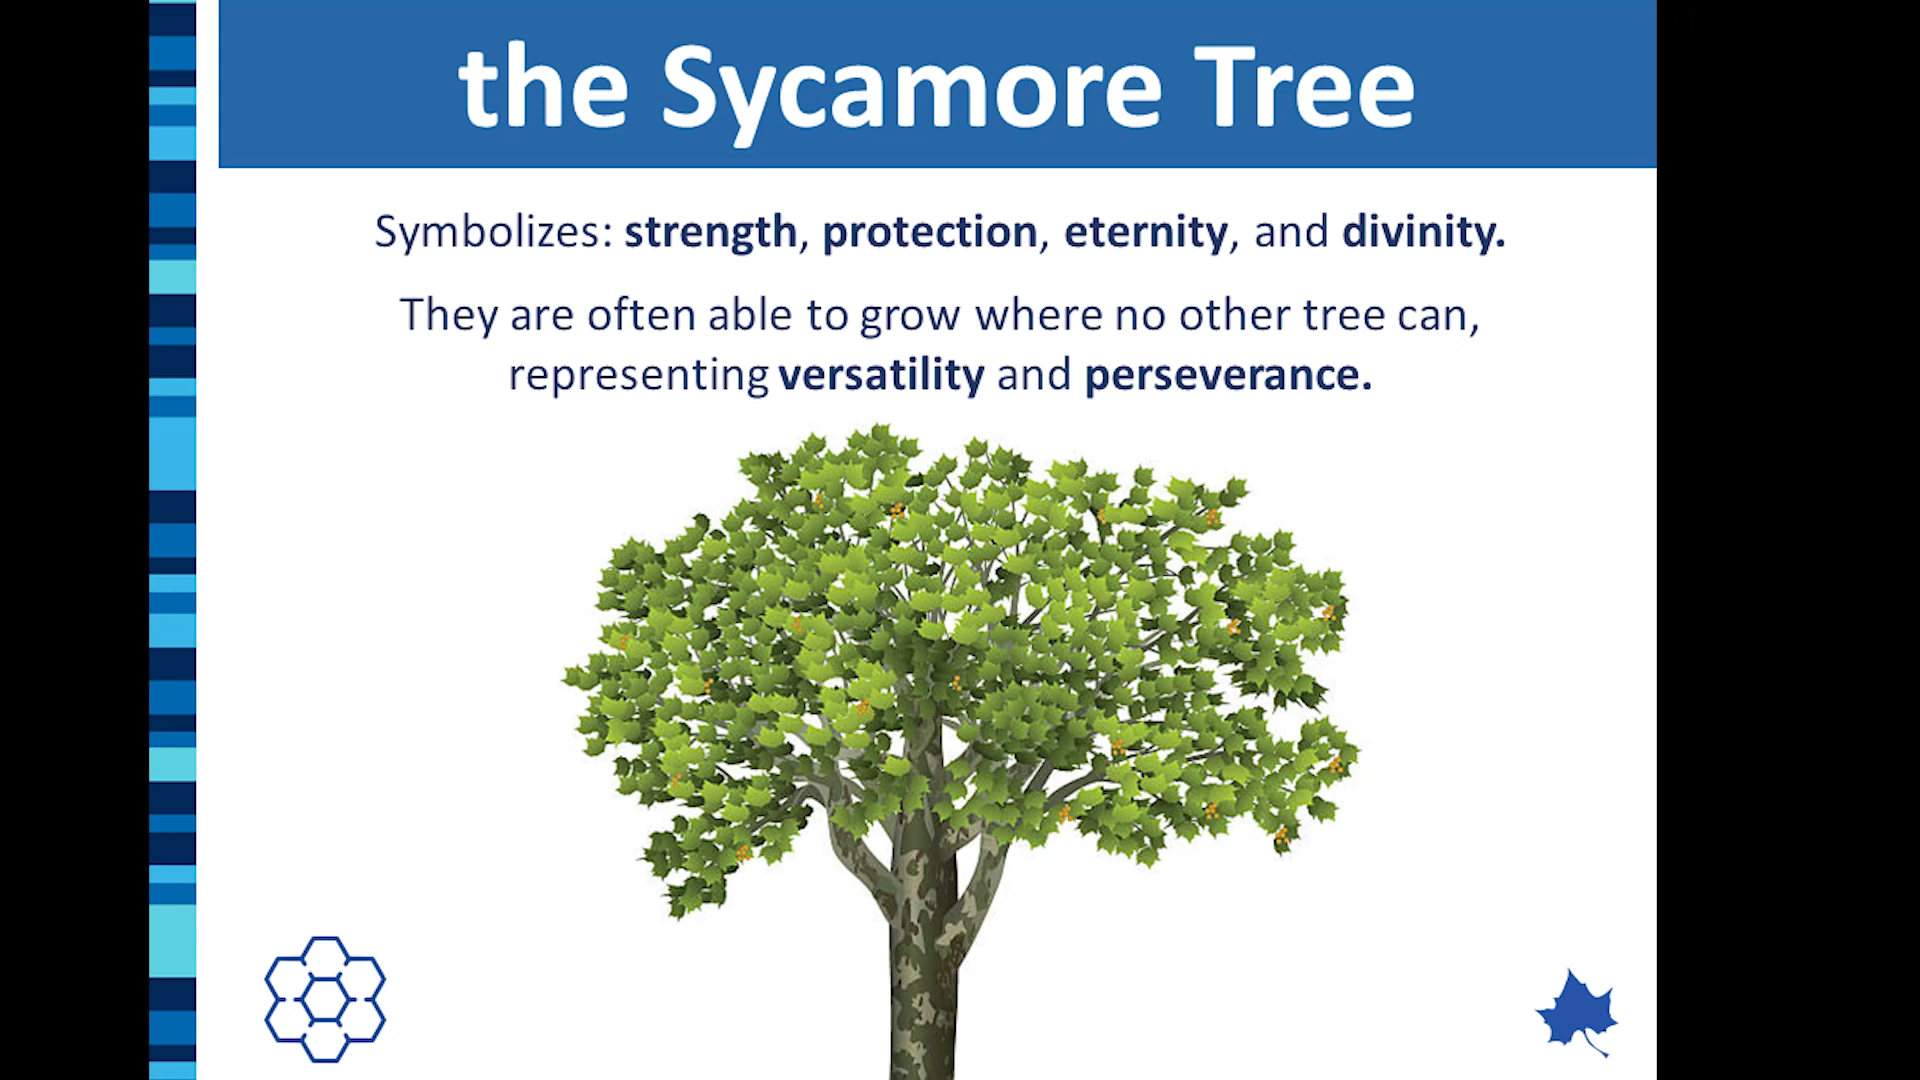 the Sycamore Tree
Symbolizes: strength, protection, eternity, and divinity.
They are often able to grow where no other tree can,
representing versatility and perseverance.